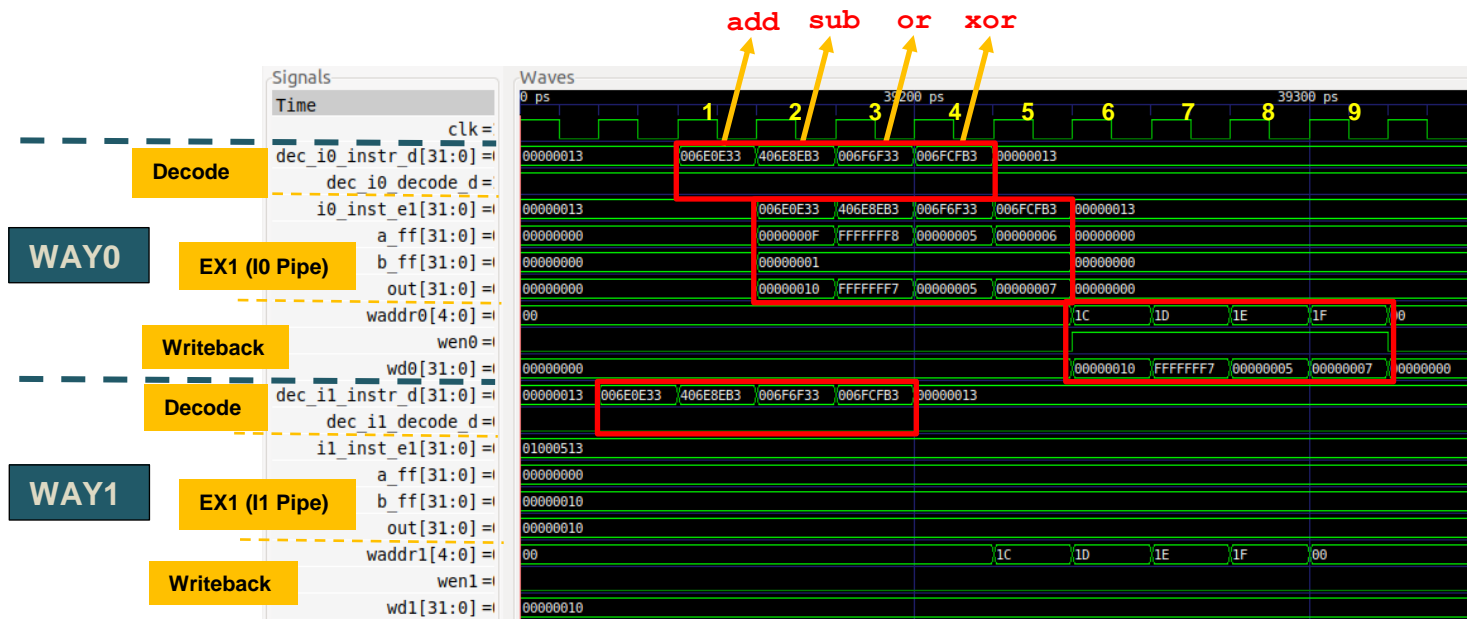 add sub or xor
Signals
Waves
Time
0 ps 39200 ps 39300 ps
1 2 3 4 5 6 7 8 9
clk=
Decode
dec_i0_instr_d[31:0]= 00000013 006E0E33 406E8EB3 006F6F33 006FCFB3 00000013
dec_i0_decode_d=
WAY0
EX1 (I0 Pipe)
i0_inst_e1[31:0]= 00000013 006E0E33 406E8EB3 006F6F33 006FCFB3 00000013
a_ff[31:0]= 00000000 0000000F FFFFFFF8 00000005 00000006 00000000
b_ff[31:0]= 00000000 00000001 00000000
out[31:0]= 00000000 00000010 FFFFFFF7 00000005 00000007 00000000
Writeback
waddr0[4:0]= 00 1C 1D 1E 1F 00
wen0=
wd0[31:0]= 00000000 00000010 FFFFFFF7 00000005 00000007 00000000
Decode
dec_i1_instr_d[31:0]= 00000013 006E0E33 406E8EB3 006F6F33 006FCFB3 00000013
dec_i1_decode_d=
WAY1
EX1 (I1 Pipe)
i1_inst_e1[31:0]= 01000513
a_ff[31:0]= 00000000
b_ff[31:0]= 00000010
out[31:0]= 00000010
Writeback
waddr1[4:0]= 00 1C 1D 1E 1F 00
wen1=
wd1[31:0]= 00000010